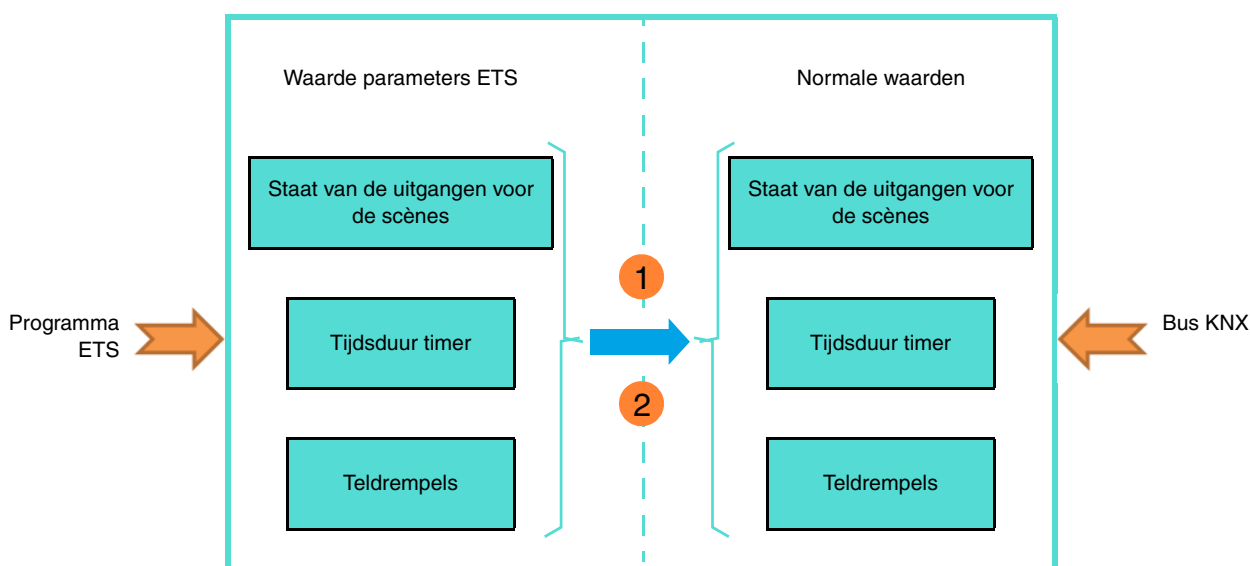 Waarde parameters ETS
Normale waarden
Staat van de uitgangen voor
de scènes
Staat van de uitgangen voor
de scènes
1
Programma
ETS
Tijdsduur timer
Tijdsduur timer
Bus KNX
2
Teldrempels
Teldrempels